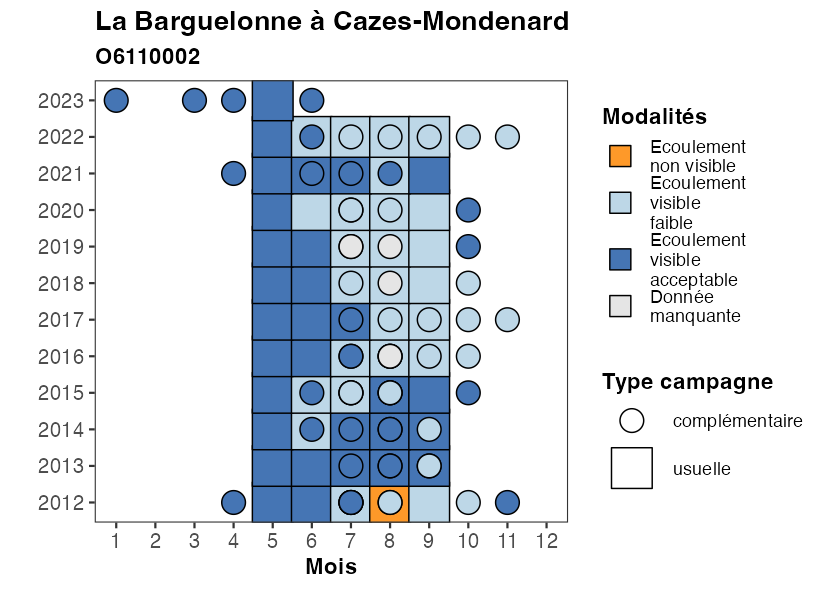 La Barguelonne à Cazes-Mondenard
O6110002
2023
2022
2021
2020
2019
2018
2017
2016
2015
2014
2013
2012
1 2 3 4 5 6 7 8 9 10 11 12
Mois
Modalités
Ecoulement
non visible
Ecoulement
visible
faible
Ecoulement
visible
acceptable
Donnée
manquante
Type campagne
complémentaire
usuelle